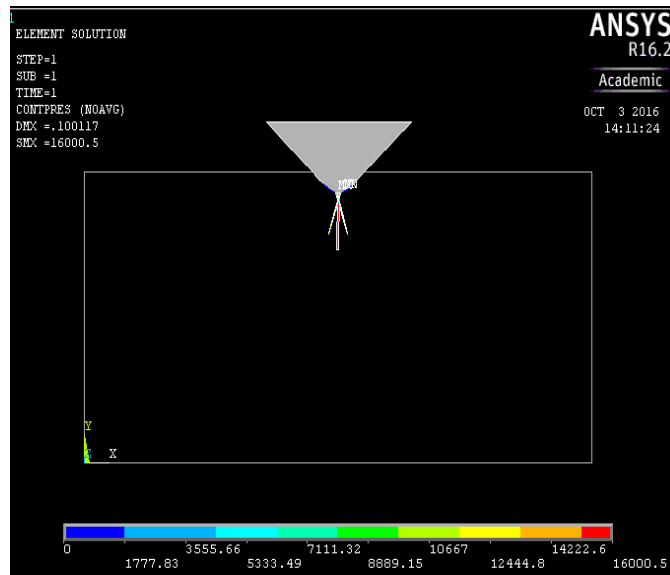 1
ELEMENT SOLUTION
STEP=1
SUB =1
TIME=1
CONTPRES (NOAVG)
DMX =.100117
SMX =16000.5
ANSYS
R16.2
Academic
OCT 3 2016
14:11:24
Y
X
0 3555.66 7111.32 10667 14222.6
1777.83 5333.49 8889.15 12444.8 16000.5